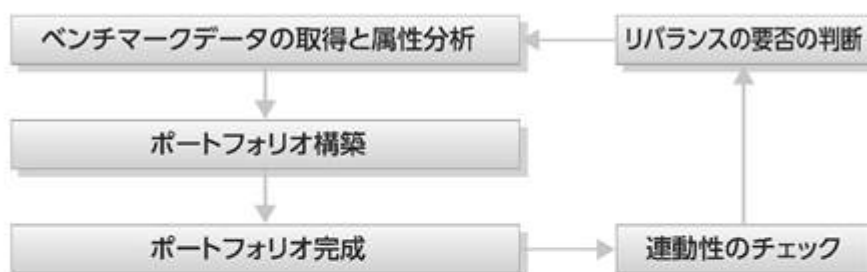 ベンチマークデータの取得と属性分析
リバランスの要否の判断
ポートフォリオ構築
ポートフォリオ完成
連動性のチェック